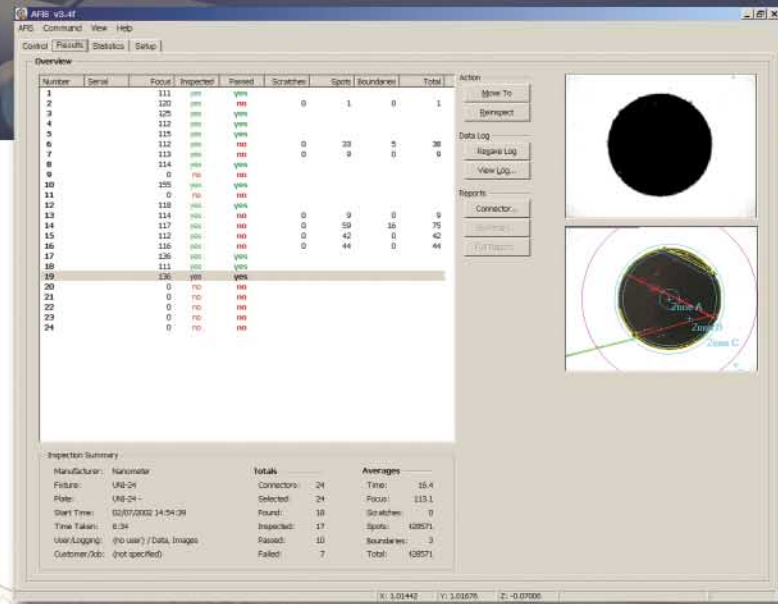 AFIS v3.4f
AFIS Command View Help
Control Results Statistics Setup
Overview
Number Serial Focus Inspected Passed Scratches Spots Boundaries Total
1 111 yes yes
2 120 yes no 0 1 0 1
3 125 yes yes
4 112 yes yes
5 115 yes yes
6 112 yes no 0 33 5 38
7 113 yes no 0 9 0 9
8 114 yes yes
9 0 no no
10 155 yes yes
11 0 no no
12 118 yes yes
13 114 yes no 0 9 0 9
14 117 yes no 0 59 16 75
15 112 yes no 0 42 0 42
16 116 yes no 0 44 0 44
17 136 yes yes
18 111 yes yes
19 136 yes yes
20 0 no no
21 0 no no
22 0 no no
23 0 no no
24 0 no no
Action
Move To
Reinspect
Data Log
Resave Log
View Log...
Reports
Connector...
Summary...
Full Report...
Zone A
Zone B
Zone C
Inspection Summary
Manufacturer: Nanometer
Fixture: UNI-24
Plate: UNI-24 -
Start Time: 02/07/2002 14:54:39
Time Taken: 6:34
User/Logging: (no user) / Data, Images
Customer/Job: (not specified)
Totals
Connectors: 24
Selected: 24
Found: 18
Inspected: 17
Passed: 10
Failed: 7
Averages
Time: 16.4
Focus: 113.1
Scratches: 0
Spots: 428571
Boundaries: 3
Total: 428571
X: 1.01442 Y: 1.01676 Z: -0.07006